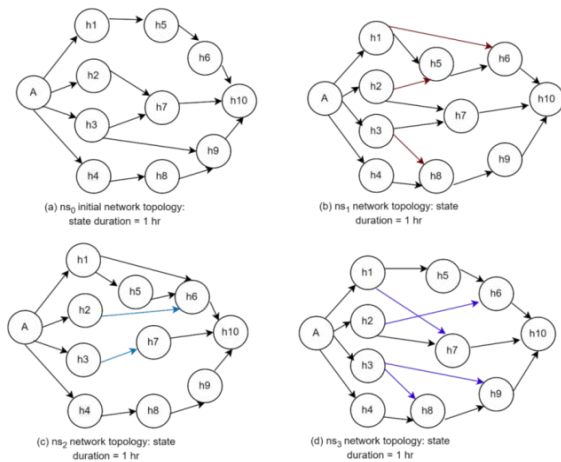 h1
h5
h6
A
h2
h3
h7
h10
h9
h4
h8
(a) ns0 initial network topology:
state duration = 1 hr
h1
h5
h6
A
h2
h3
h7
h10
h9
h4
h8
(b) ns1 network topology: state
duration = 1 hr
h1
h5
h6
A
h2
h3
h7
h10
h9
h4
h8
(c) ns2 network topology: state
duration = 1 hr
h1
h5
h6
A
h2
h3
h7
h10
h9
h4
h8
(d) ns3 network topology: state
duration = 1 hr